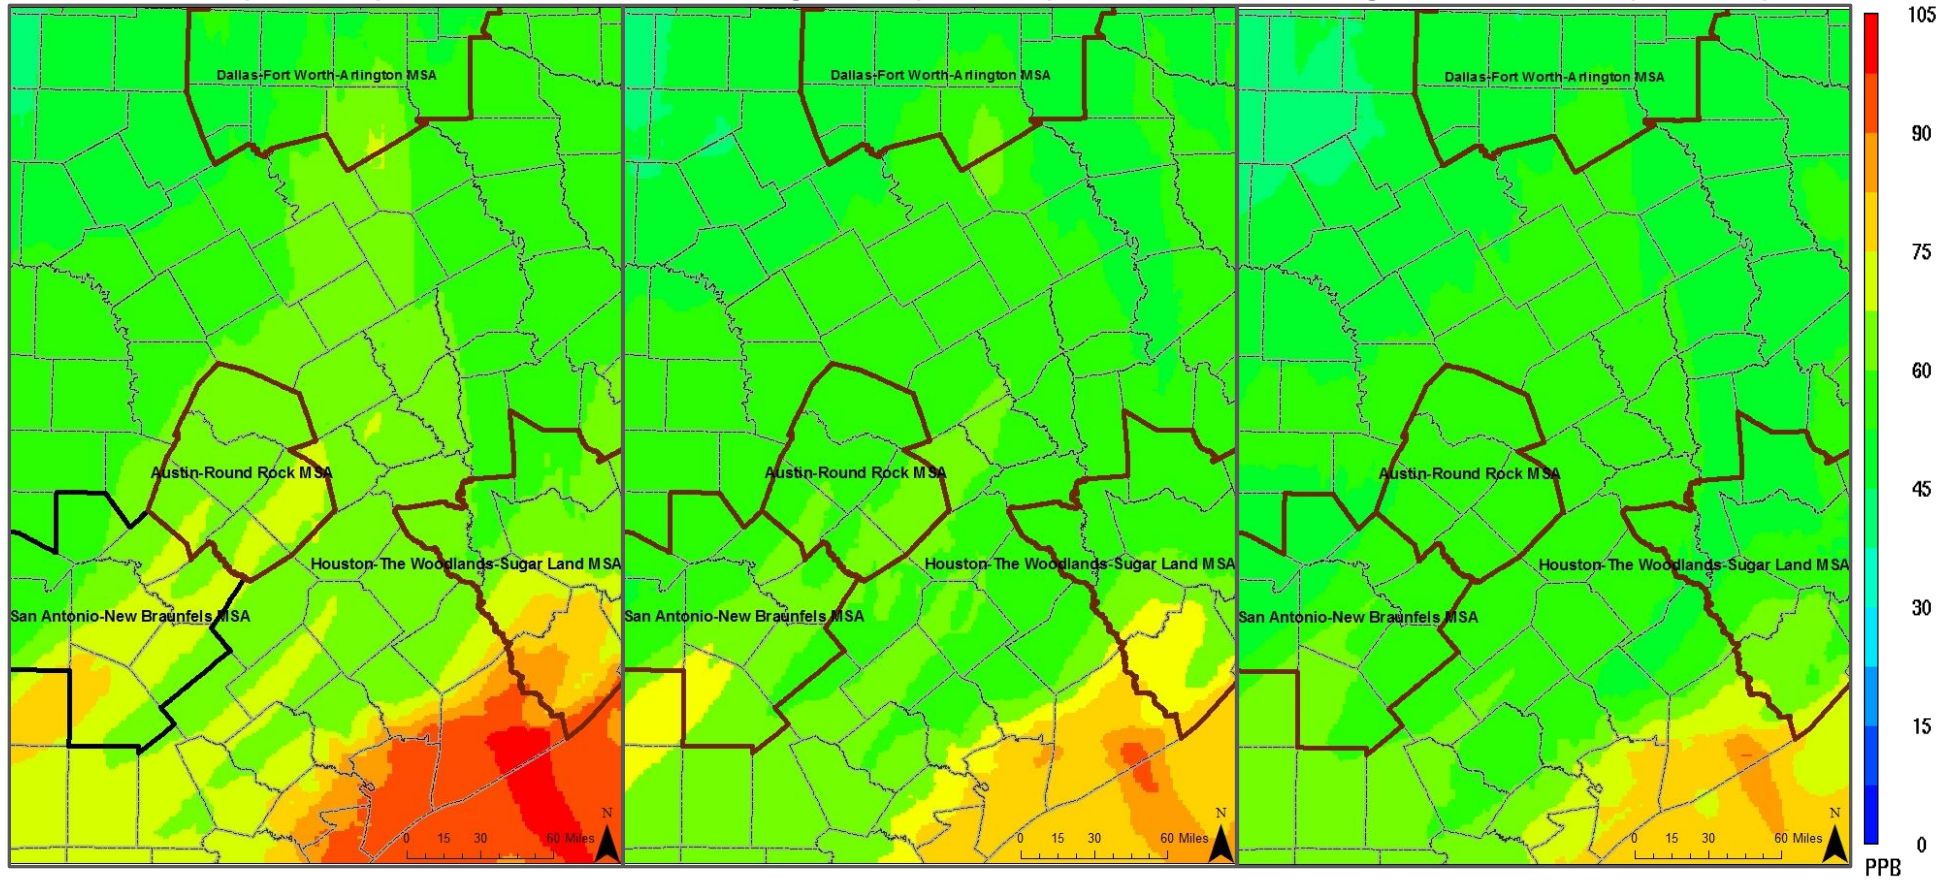 Dallas-Fort Worth-Arlington MSA
Austin-Round Rock MSA
Houston-The Woodlands-Sugar Land MSA
San Antonio-New Braunfels MSA
N
0 15 30 60 Miles
Dallas-Fort Worth-Arlington MSA
Austin-Round Rock MSA
Houston-The Woodlands-Sugar Land MSA
San Antonio-New Braunfels MSA
N
0 15 30 60 Miles
Dallas-Fort Worth-Arlington MSA
Austin-Round Rock MSA
Houston-The Woodlands-Sugar Land MSA
San Antonio-New Braunfels MSA
N
0 15 30 60 Miles
105
90
75
60
45
30
15
0
PPB